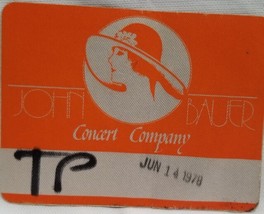 JOHN BAUER
Concert Company
TP
JUN 14 1978